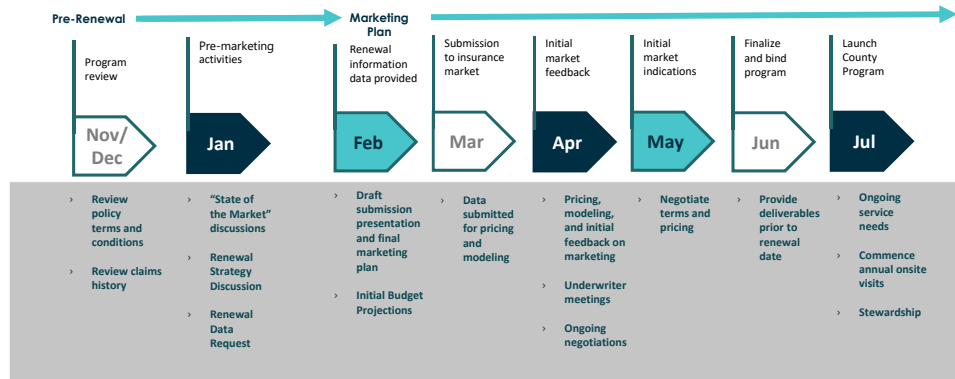 Pre-Renewal
Marketing
Plan
Program
review
Pre-marketing
activities
Renewal
information
data provided
Submission
to insurance
market
Initial
market
feedback
Initial
market
indications
Finalize
and bind
program
Launch
County
Program
Nov/
Dec
Jan
Feb
Mar
Apr
May
Jun
Jul
› Review
policy
terms and
conditions
› Review claims
history
› “State of
the Market”
discussions
› Renewal
Strategy
Discussion
› Renewal
Data
Request
› Draft
submission
presentation
and final
marketing
plan
› Initial Budget
Projections
› Data
submitted
for pricing
and
modeling
› Pricing,
modeling,
and initial
feedback on
marketing
› Underwriter
meetings
› Ongoing
negotiations
› Negotiate
terms and
pricing
› Provide
deliverables
prior to
renewal
date
› Ongoing
service
needs
› Commence
annual onsite
visits
› Stewardship